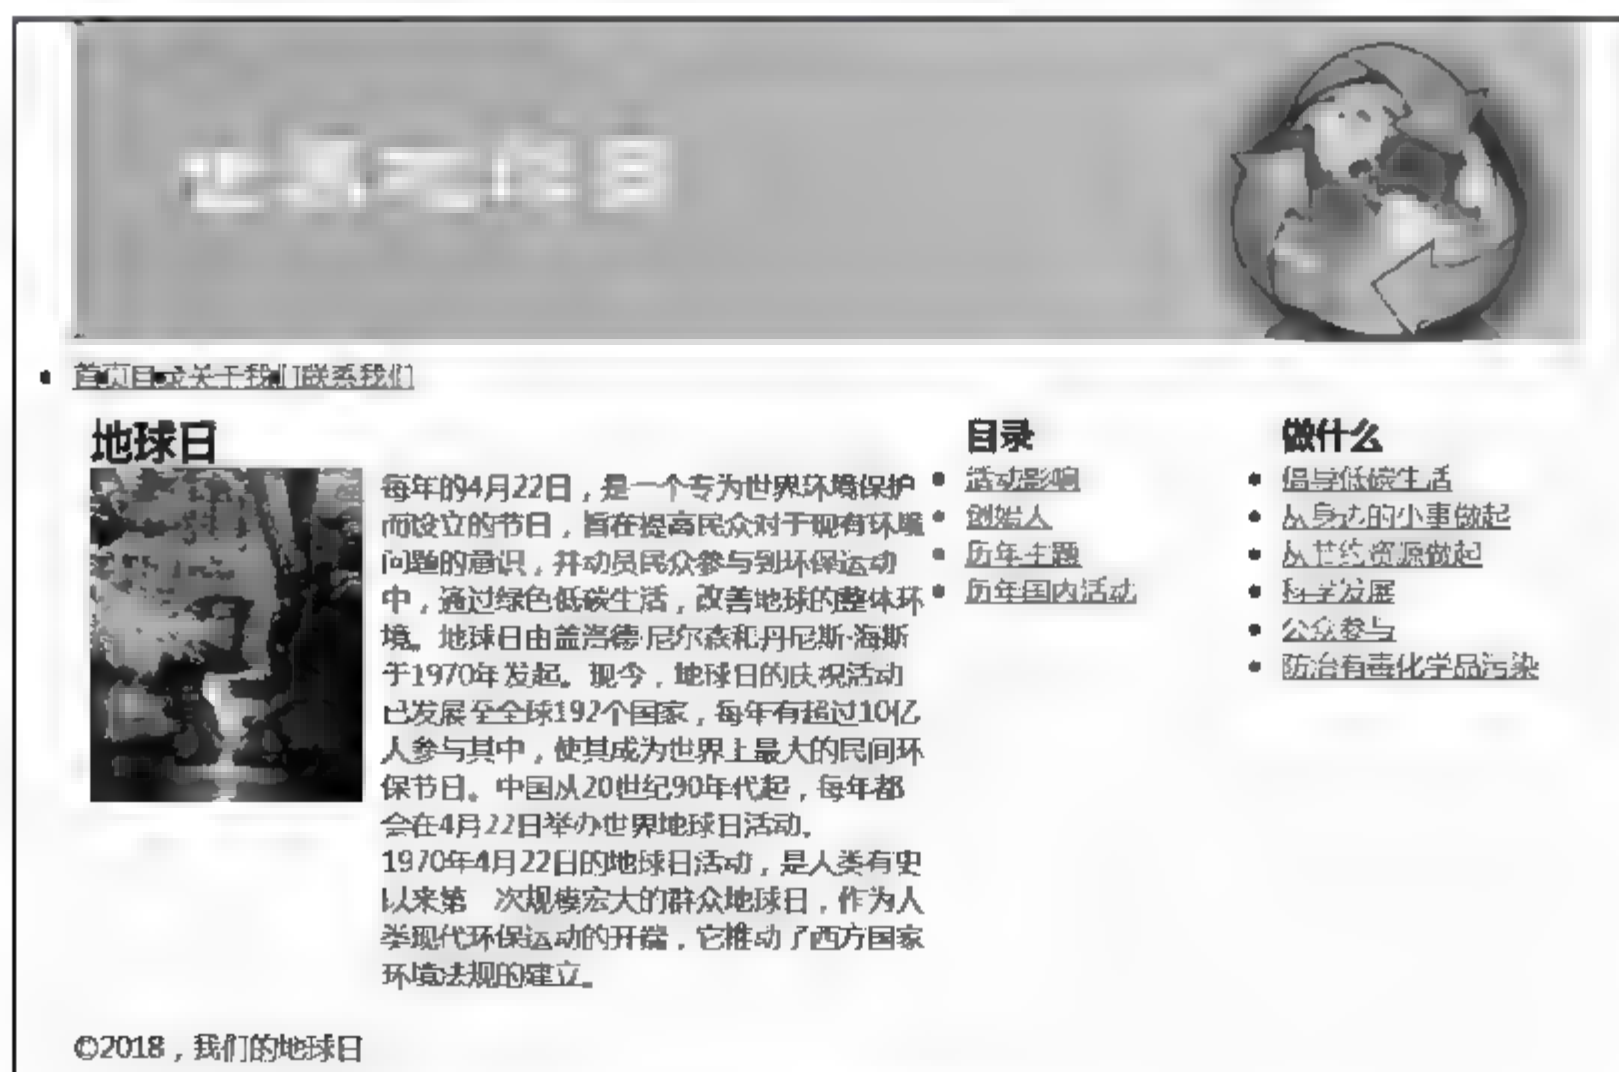 首页目录关于我们联系我们
地球日
每年的4月22日，是一个专为世界环境保护
而设立的节日，旨在提高民众对于现有环境
问题的意识，并动员民众参与到环保运动
中，通过绿色低碳生活，改善地球的整体环
境。地球日由盖洛德·尼尔森和丹尼斯·海斯
于1970年发起。现今，地球日的庆祝活动
已发展至全球192个国家，每年有超过10亿
人参与其中，使其成为世界上最大的民间环
保节日。中国从20世纪90年代起，每年都
会在4月22日举办世界地球日活动。
1970年4月22日的地球日活动，是人类有史
以来第 次规模宏大的群众地球日，作为人
类现代环保运动的开端，它推动了西方国家
环境法规的建立。
目录
活动影响
创始人
历年主题
历年国内活动
做什么
倡导低碳生活
从身边的小事做起
从节约资源做起
科学发展
公众参与
防治有毒化学品污染
©2018，我们的地球日